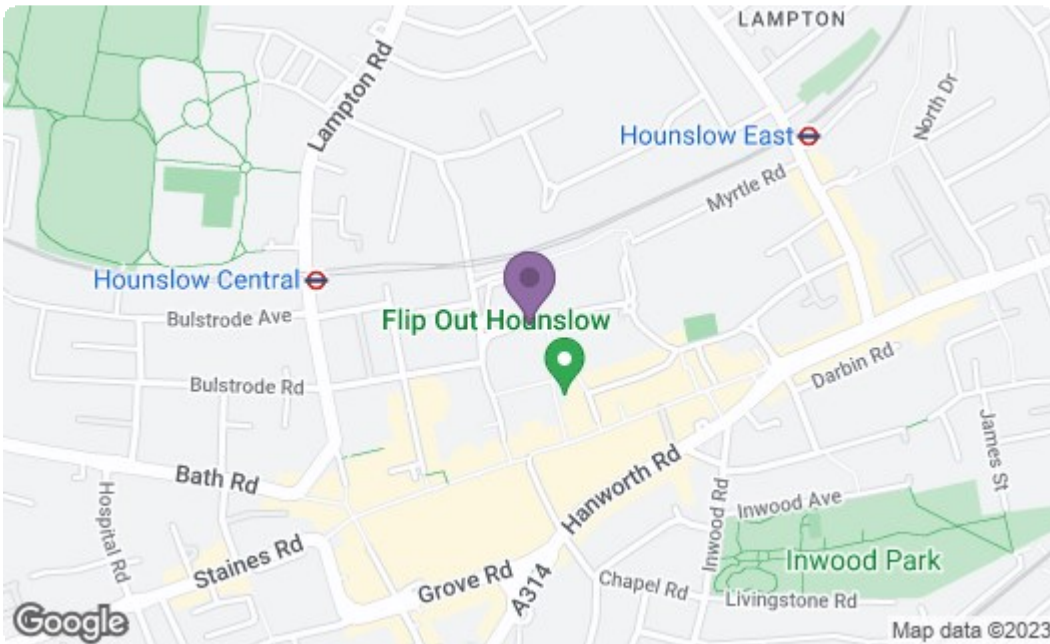 LAMPTON
Lampton Rd
North Dr
Hounslow East
Myrtle Rd
Hounslow Central
Bulstrode Ave
Flip Out Hounslow
Darbin Rd
Bulstrode Rd
James St
Bath Rd
Hanworth Rd
Hospital Rd
Inwood Rd
Inwood Ave
Staines Rd
Inwood Park
Grove Rd
A314
Chapel Rd
Livingstone Rd
Google
Map data ©2023